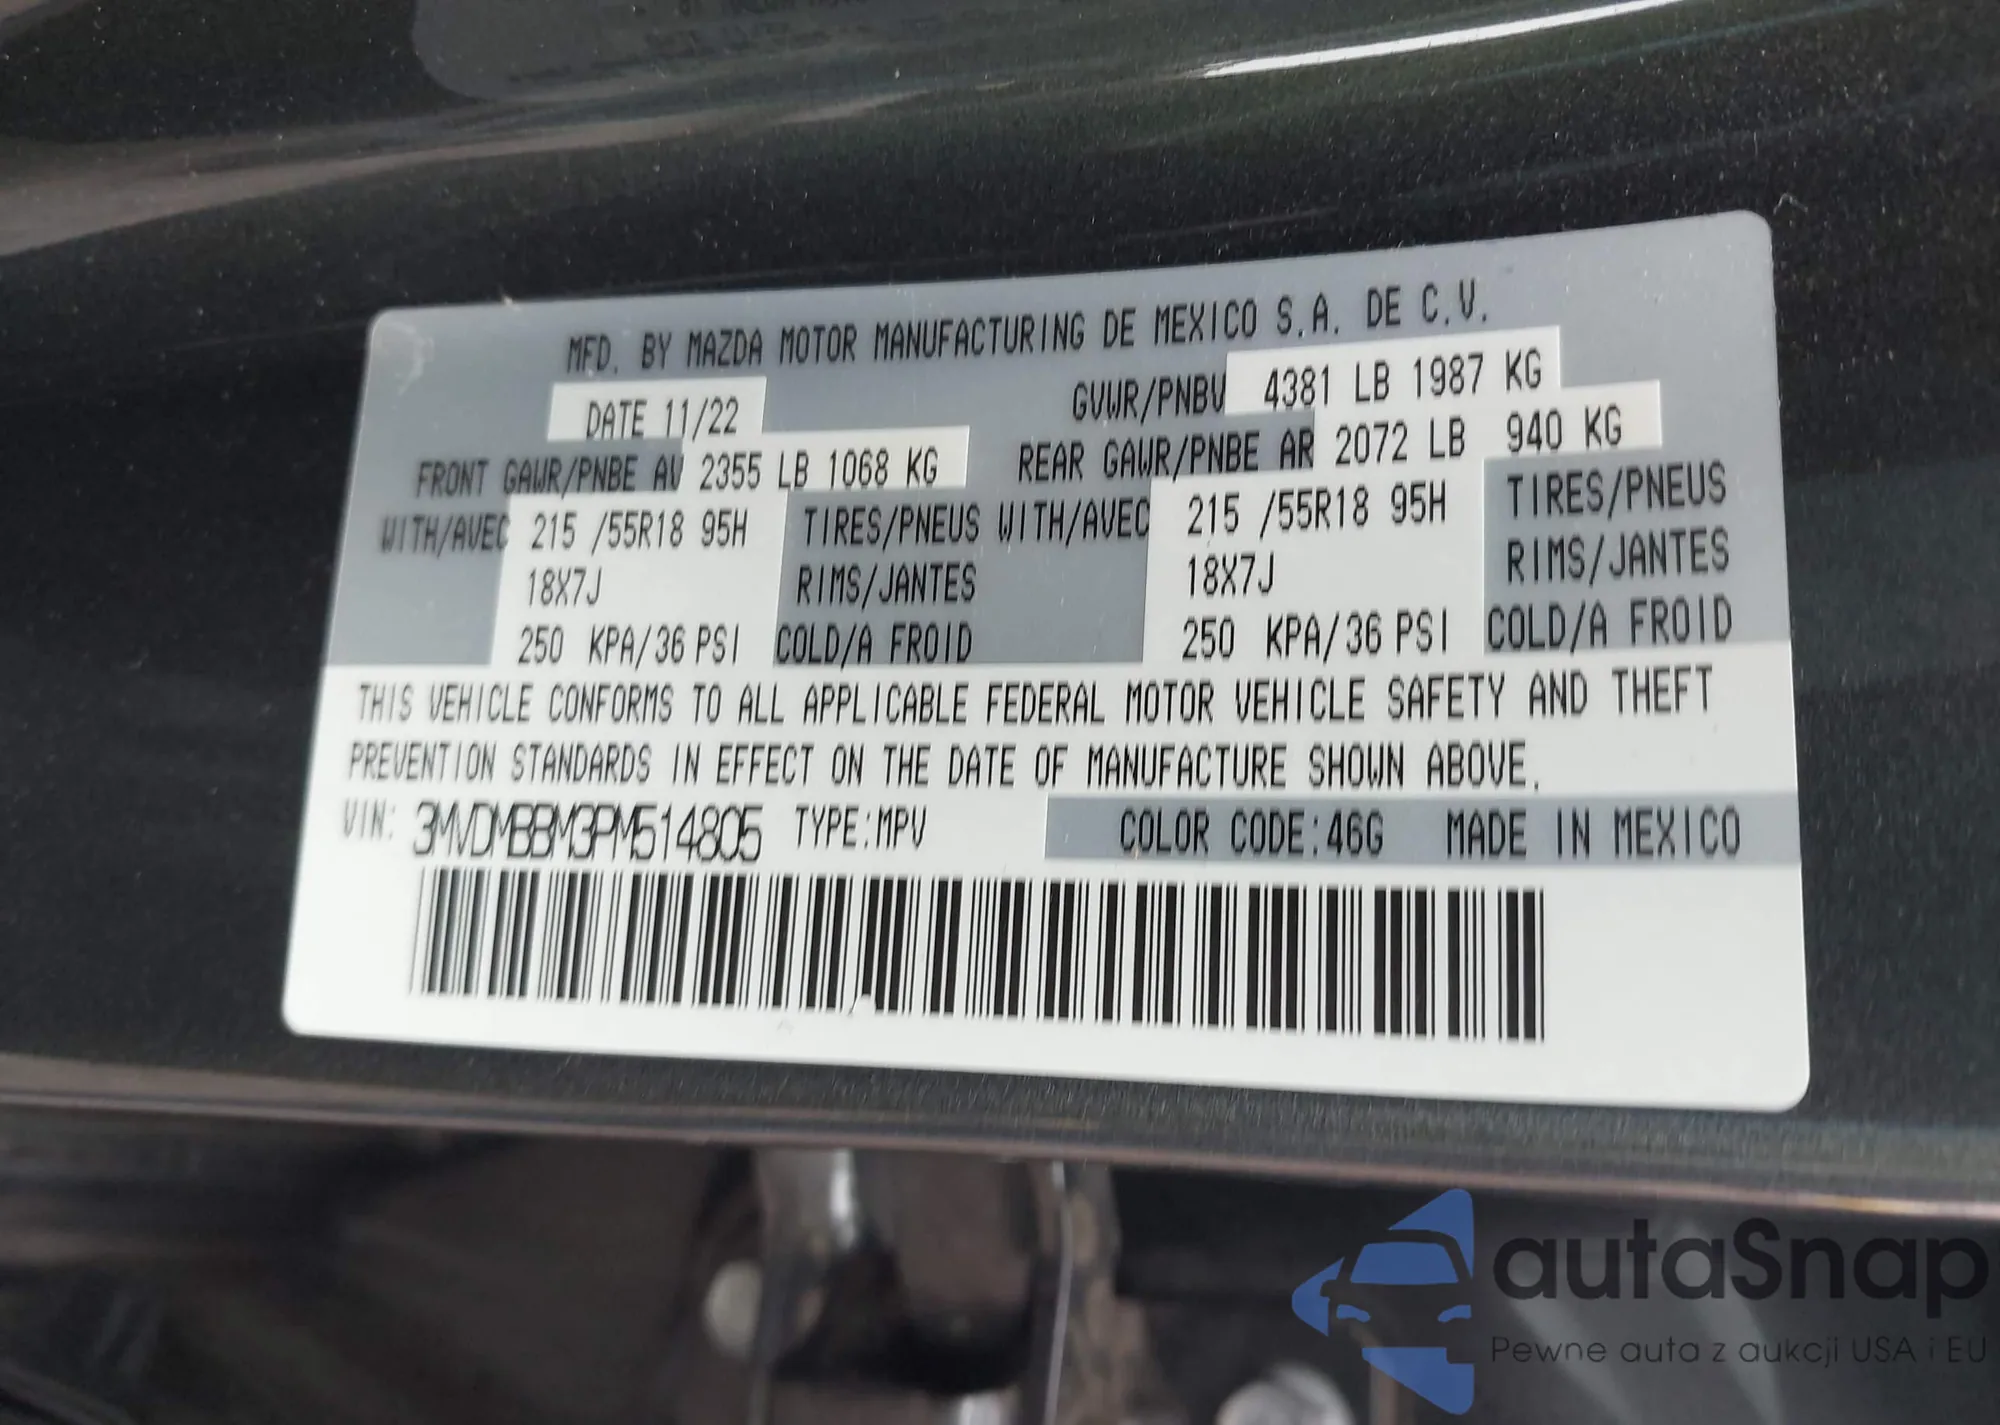 MFD. BY MAZDA MOTOR MANUFACTURING DE MEXICO S.A. DE C.V.
DATE 11/22 GVWR/PNBV 4381 LB 1987 KG
FRONT GAWR/PNBE AV 2355 LB 1068 KG REAR GAWR/PNBE AR 2072 LB 940 KG
WITH/AVEC 215 /55R18 95H TIRES/PNEUS WITH/AVEC 215 /55R18 95H TIRES/PNEUS
18X7J RIMS/JANTES 18X7J RIMS/JANTES
250 KPA/36 PSI COLD/A FROID 250 KPA/36 PSI COLD/A FROID
THIS VEHICLE CONFORMS TO ALL APPLICABLE FEDERAL MOTOR VEHICLE SAFETY AND THEFT
PREVENTION STANDARDS IN EFFECT ON THE DATE OF MANUFACTURE SHOWN ABOVE.
VIN: 3MVDMBBM3PM514805 TYPE:MPV COLOR CODE:46G MADE IN MEXICO
autaSnap
Pewne auta z aukcji USA i EU